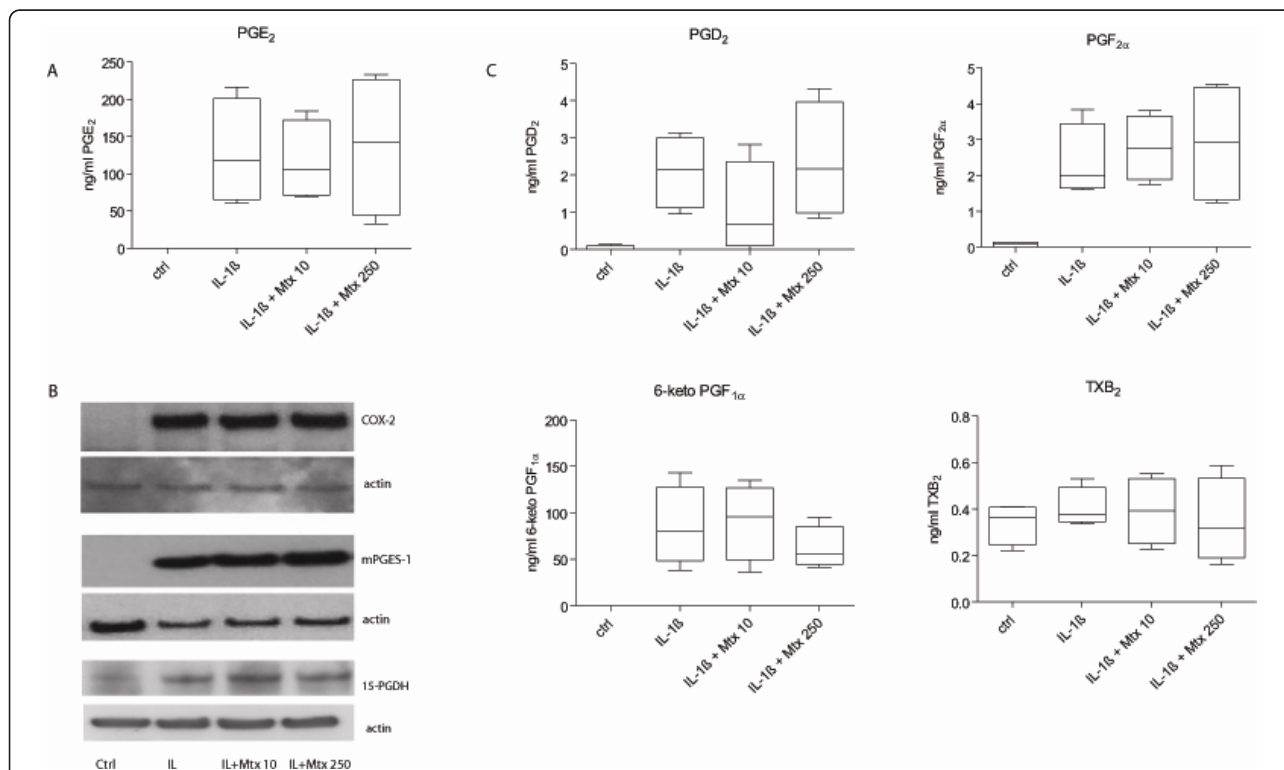 A
PGE₂
ng/ml PGE₂
250
200
150
100
50
0
ctrl
IL-1ß
IL-1ß + Mtx 10
IL-1ß + Mtx 250
C
PGD₂
ng/ml PGD₂
5
4
3
2
1
0
ctrl
IL-1ß
IL-1ß + Mtx 10
IL-1ß + Mtx 250
PGF₂α
ng/ml PGF₂α
5
4
3
2
1
0
ctrl
IL-1ß
IL-1ß + Mtx 10
IL-1ß + Mtx 250
B
COX-2
actin
mPGES-1
actin
15-PGDH
actin
Ctrl IL IL+Mtx 10 IL+Mtx 250
6-keto PGF₁α
ng/ml 6-keto PGF₁α
200
150
100
50
0
ctrl
IL-1ß
IL-1ß + Mtx 10
IL-1ß + Mtx 250
TXB₂
ng/ml TXB₂
0.8
0.6
0.4
0.2
0.0
ctrl
IL-1ß
IL-1ß + Mtx 10
IL-1ß + Mtx 250